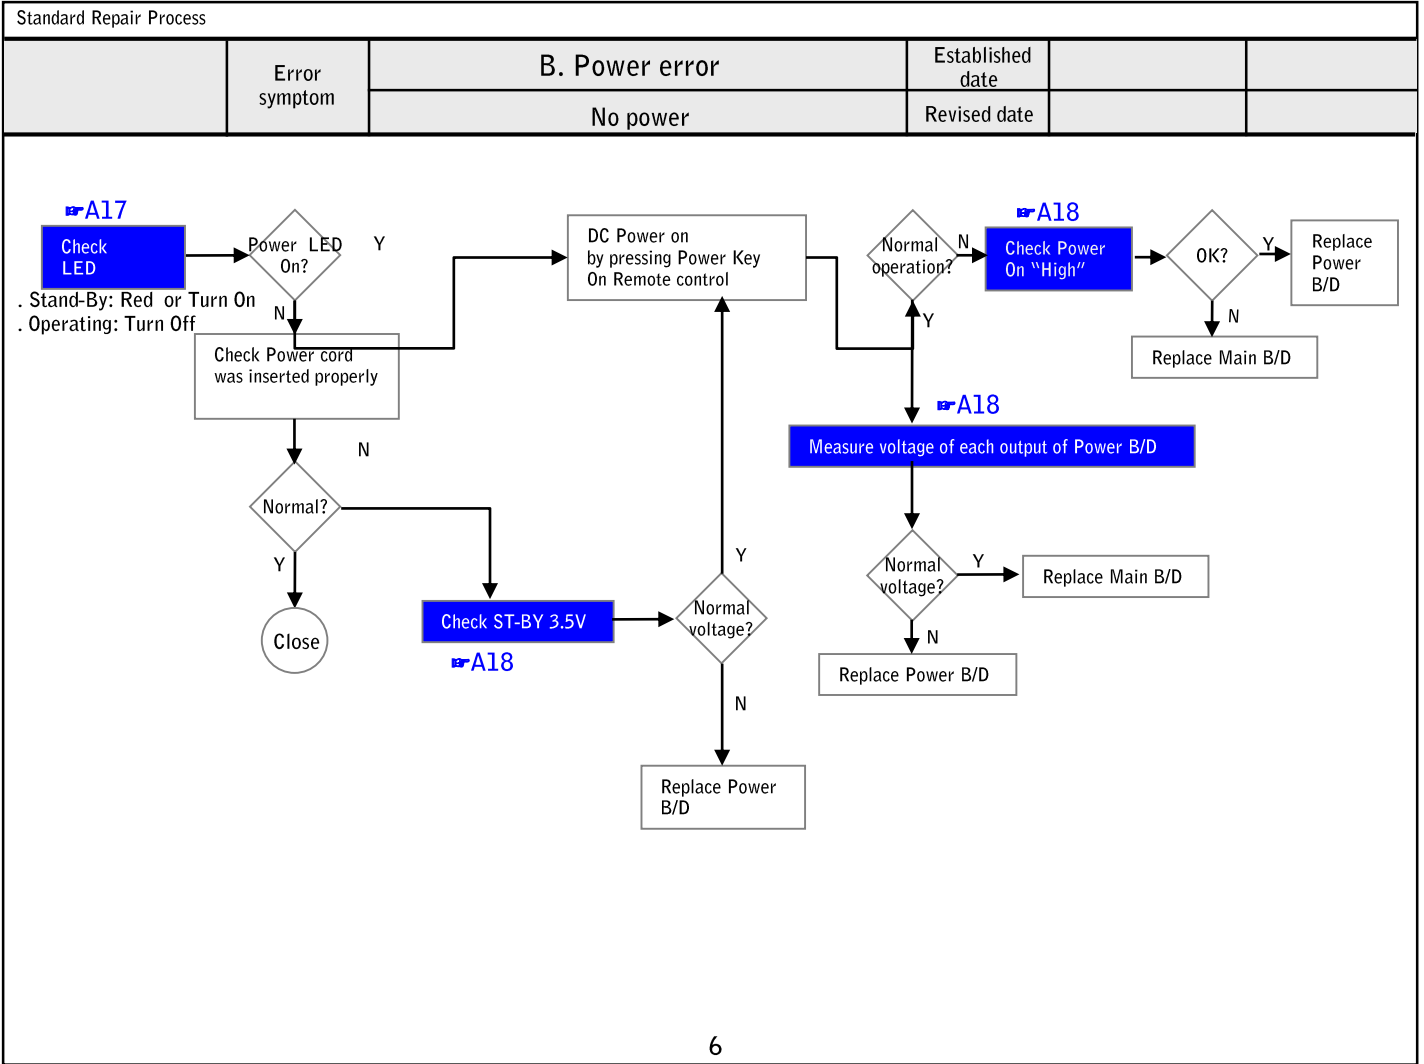 Standard Repair Process
Error
symptom
B. Power error
Established
date
No power
Revised date
☛A17
Check
LED
. Stand-By: Red or Turn On
. Operating: Turn Off
Power LED
On?
Y
N
Check Power cord
was inserted properly
N
Normal?
Y
Close
Check ST-BY 3.5V
☛A18
Normal
voltage?
Y
N
Replace Power
B/D
DC Power on
by pressing Power Key
On Remote control
Normal
operation?
N
Y
☛A18
Check Power
On “High”
OK?
Y
Replace
Power
B/D
N
Replace Main B/D
☛A18
Measure voltage of each output of Power B/D
Normal
voltage?
Y
Replace Main B/D
N
Replace Power B/D
6